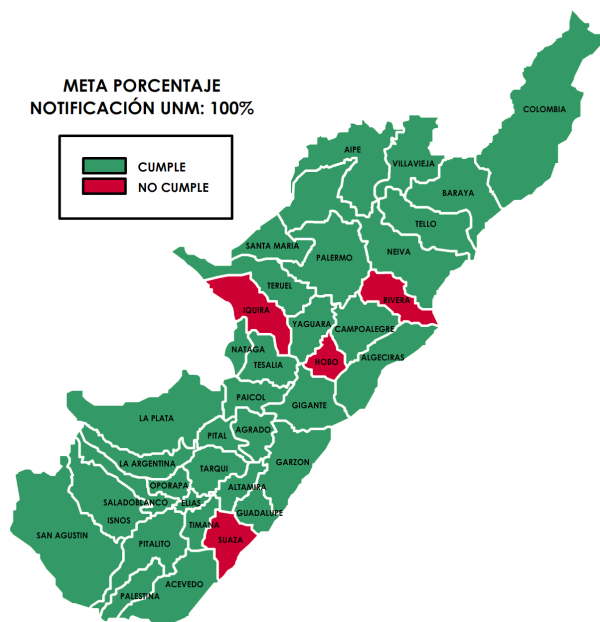 META PORCENTAJE
NOTIFICACIÓN UNM: 100%
CUMPLE
NO CUMPLE
COLOMBIA
AIPE
VILLAVIEJA
BARAYA
TELLO
SANTA MARIA
PALERMO
NEIVA
TERUEL
RIVERA
IQUIRA
YAGUARA
CAMPOALEGRE
NATAGA
HOBO
ALGECIRAS
TESALIA
PAICOL
GIGANTE
LA PLATA
PITAL
AGRADO
LA ARGENTINA
TARQUI
GARZON
OPORAPA
ALTAMIRA
SALADOBLANCO
ELIAS
GUADALUPE
ISNOS
TIMANA
SAN AGUSTIN
PITALITO
SUAZA
ACEVEDO
PALESTINA